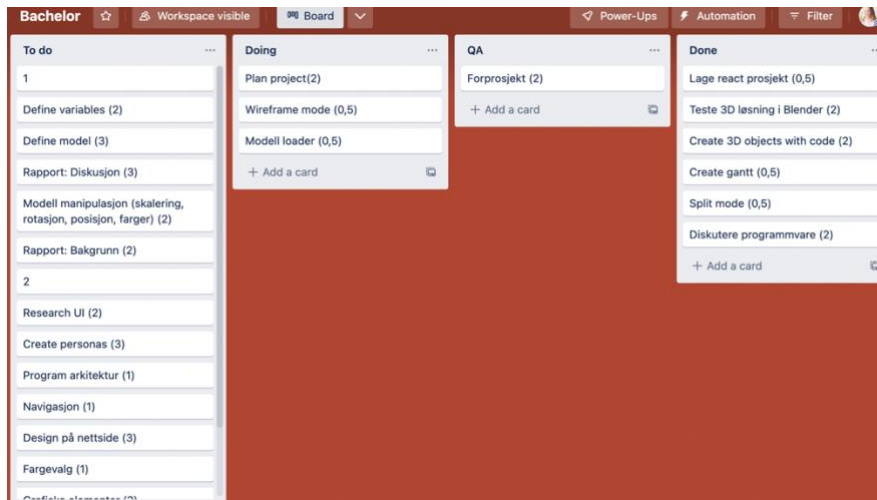 Bachelor
Workspace visible
Board
Power-Ups
Automation
Filter
To do
1
Define variables (2)
Define model (3)
Rapport: Diskusjon (3)
Modell manipulasjon (skalering,
rotasjon, posisjon, farger) (2)
Rapport: Bakgrunn (2)
2
Research UI (2)
Create personas (3)
Program arkitektur (1)
Navigasjon (1)
Design på nettside (3)
Fargevalg (1)
Doing
Plan project(2)
Wireframe mode (0,5)
Modell loader (0,5)
+ Add a card
QA
Forprosjekt (2)
+ Add a card
Done
Lage react prosjekt (0,5)
Teste 3D løsning i Blender (2)
Create 3D objects with code (2)
Create gantt (0,5)
Split mode (0,5)
Diskutere programmvare (2)
+ Add a card